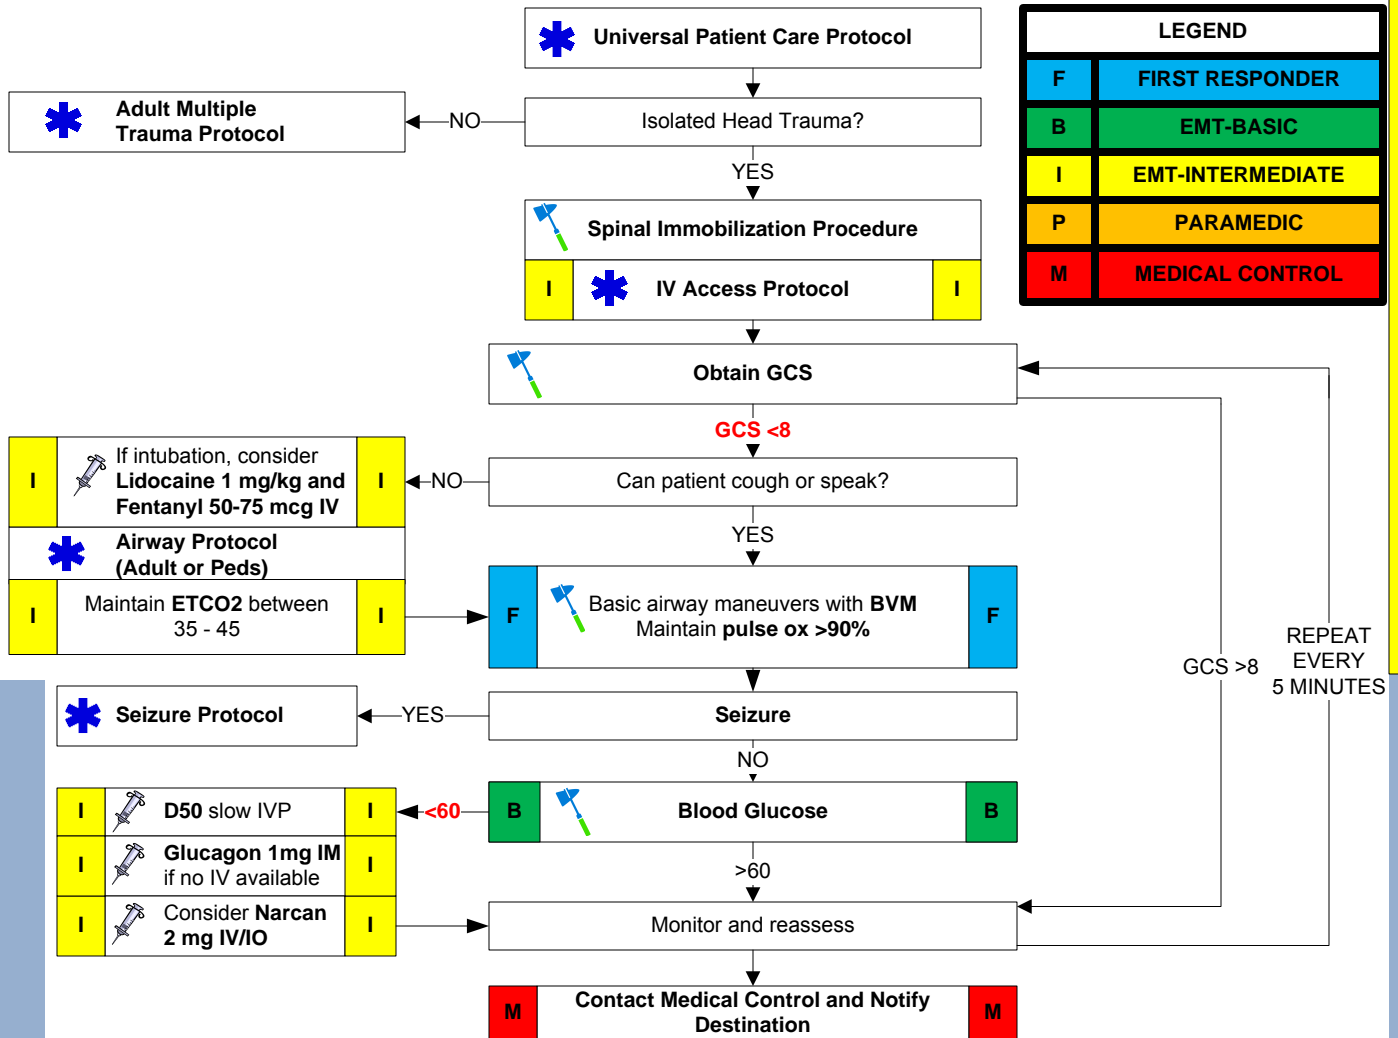 Universal Patient Care Protocol
LEGEND
F FIRST RESPONDER
B EMT-BASIC
I EMT-INTERMEDIATE
P PARAMEDIC
M MEDICAL CONTROL
Adult Multiple
Trauma Protocol
NO
Isolated Head Trauma?
YES
Spinal Immobilization Procedure
I IV Access Protocol I
Obtain GCS
GCS <8
I If intubation, consider I
Lidocaine 1 mg/kg and
Fentanyl 50-75 mcg IV
NO
Can patient cough or speak?
YES
Airway Protocol
(Adult or Peds)
I Maintain ETCO2 between I
35 - 45
F Basic airway maneuvers with BVM F
Maintain pulse ox >90%
GCS >8
REPEAT
EVERY
5 MINUTES
Seizure Protocol
YES
Seizure
NO
I D50 slow IVP I
<60
B Blood Glucose B
I Glucagon 1mg IM I
if no IV available
>60
I Consider Narcan I
2 mg IV/IO
Monitor and reassess
M Contact Medical Control and Notify M
Destination